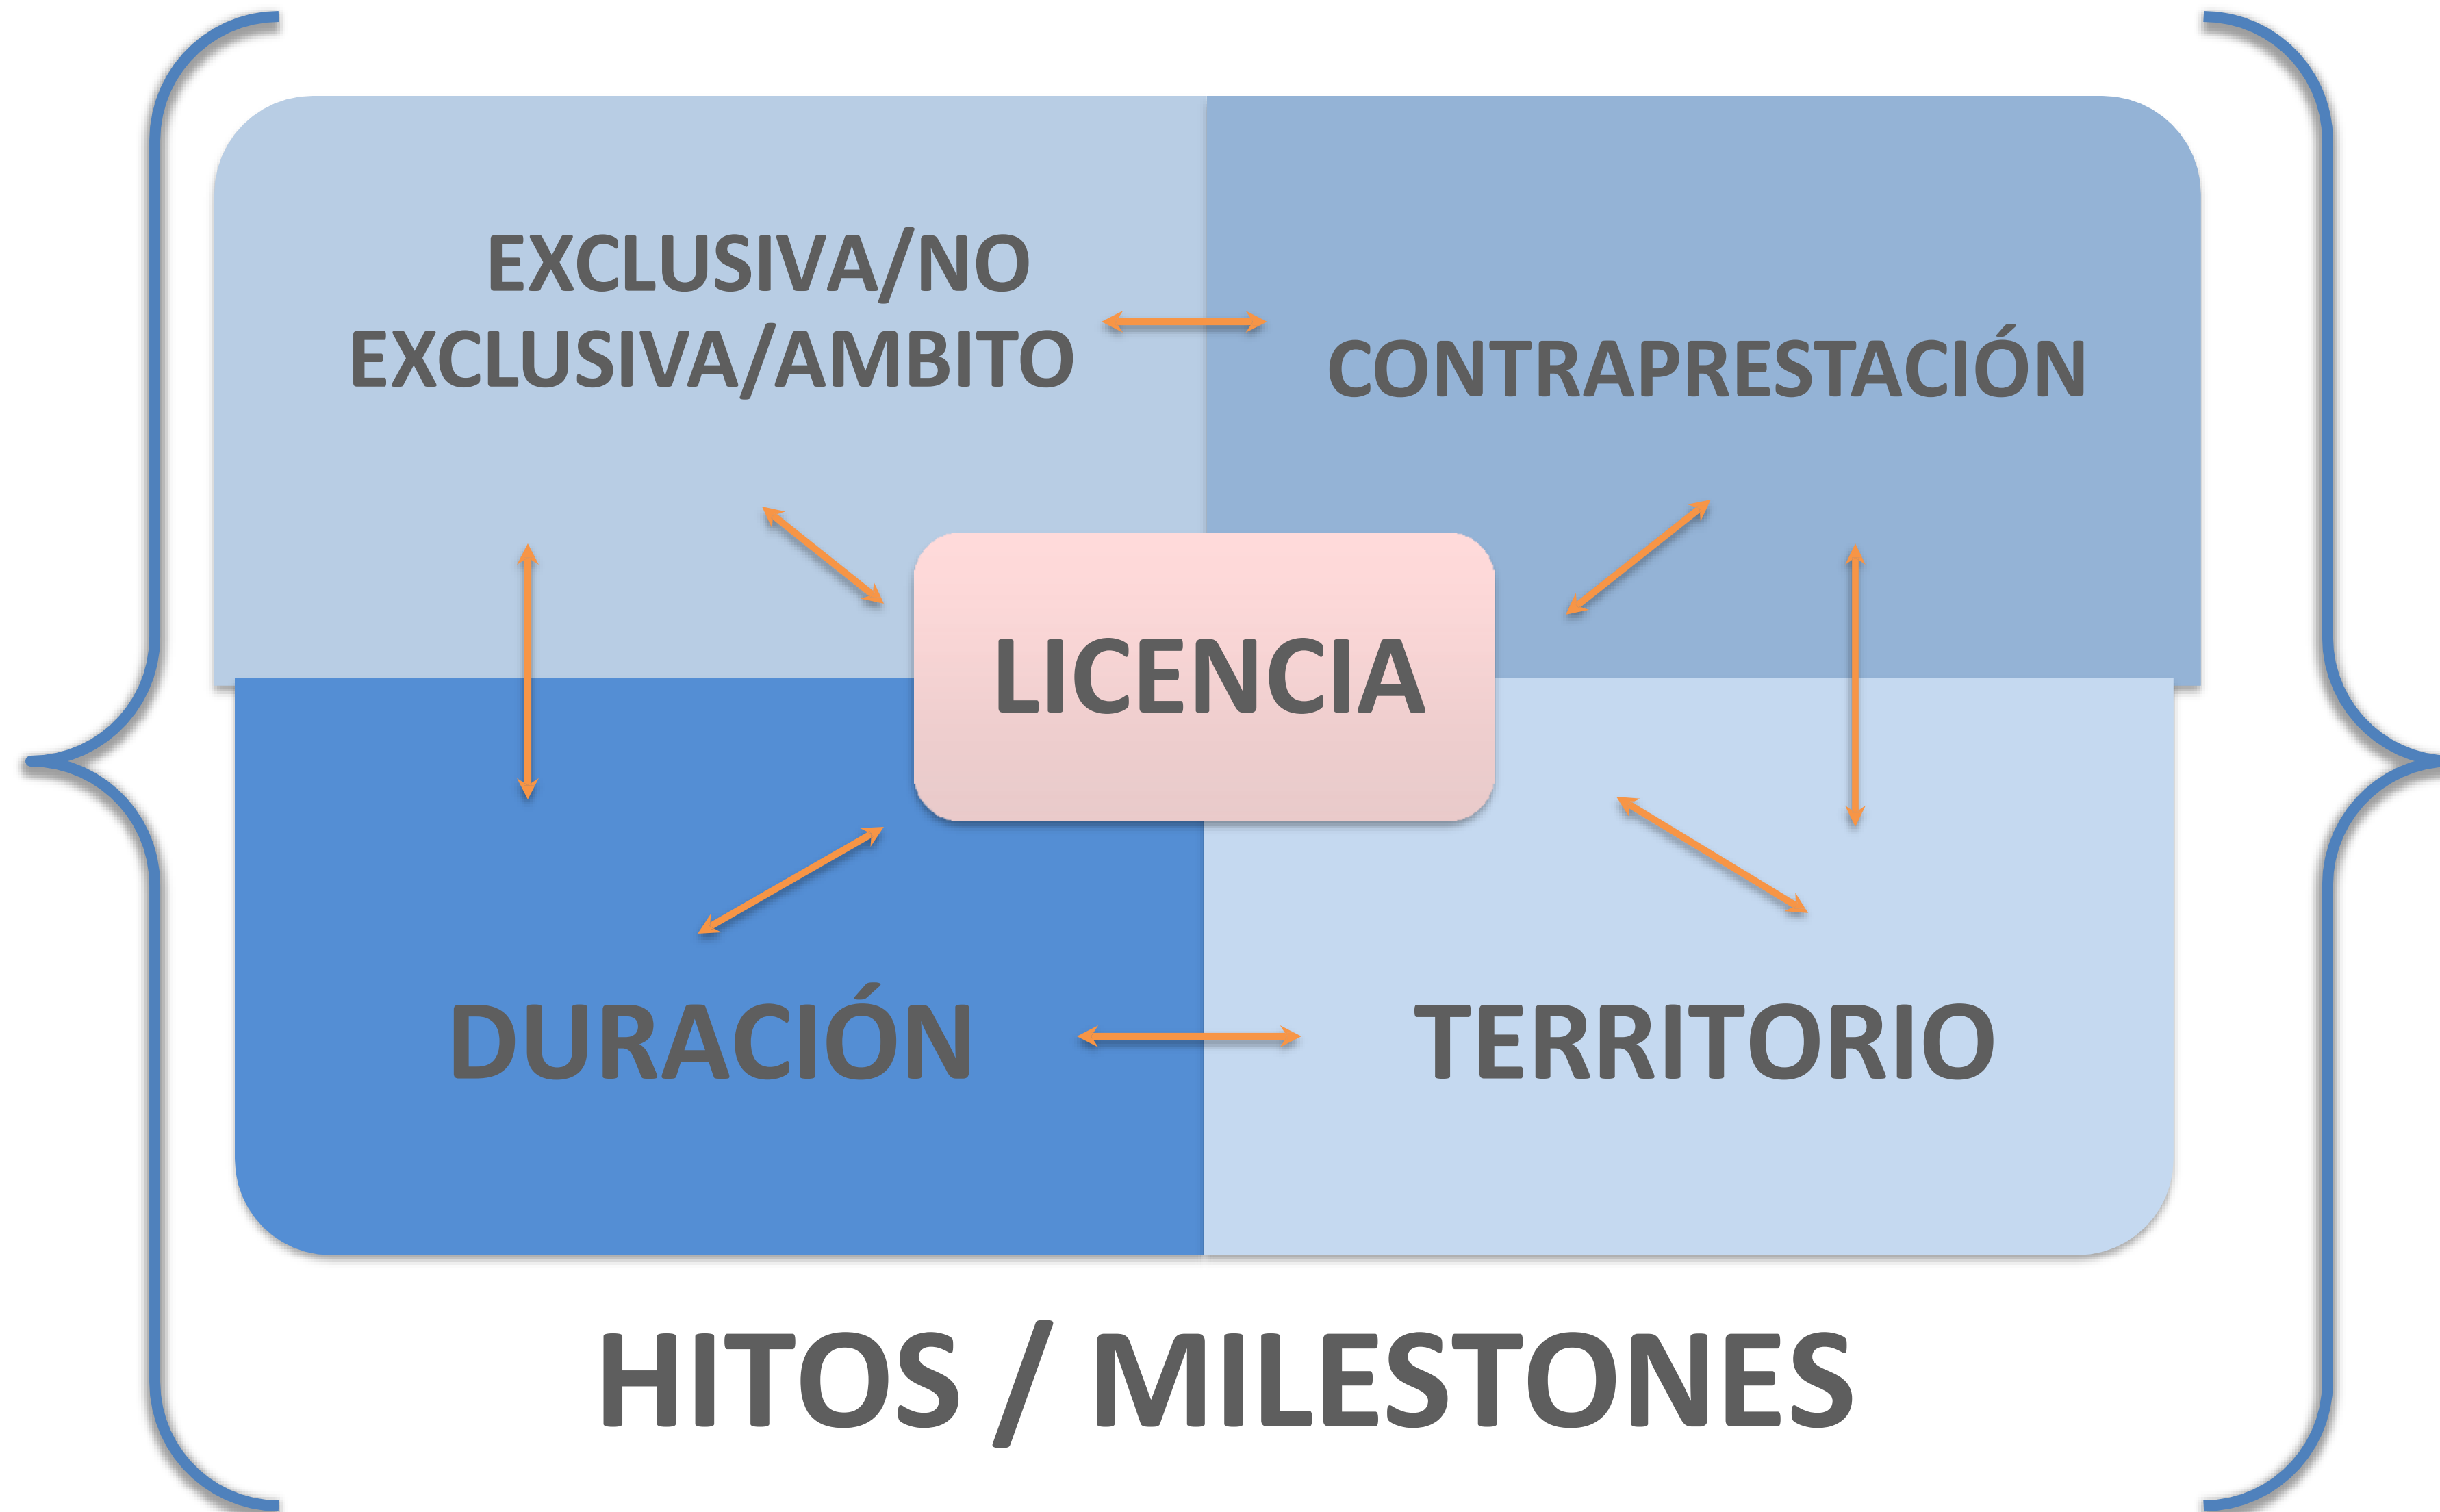 EXCLUSIVA/NO
EXCLUSIVA/AMBITO
CONTRAPRESTACIÓN
LICENCIA
DURACIÓN
TERRITORIO
HITOS / MILESTONES